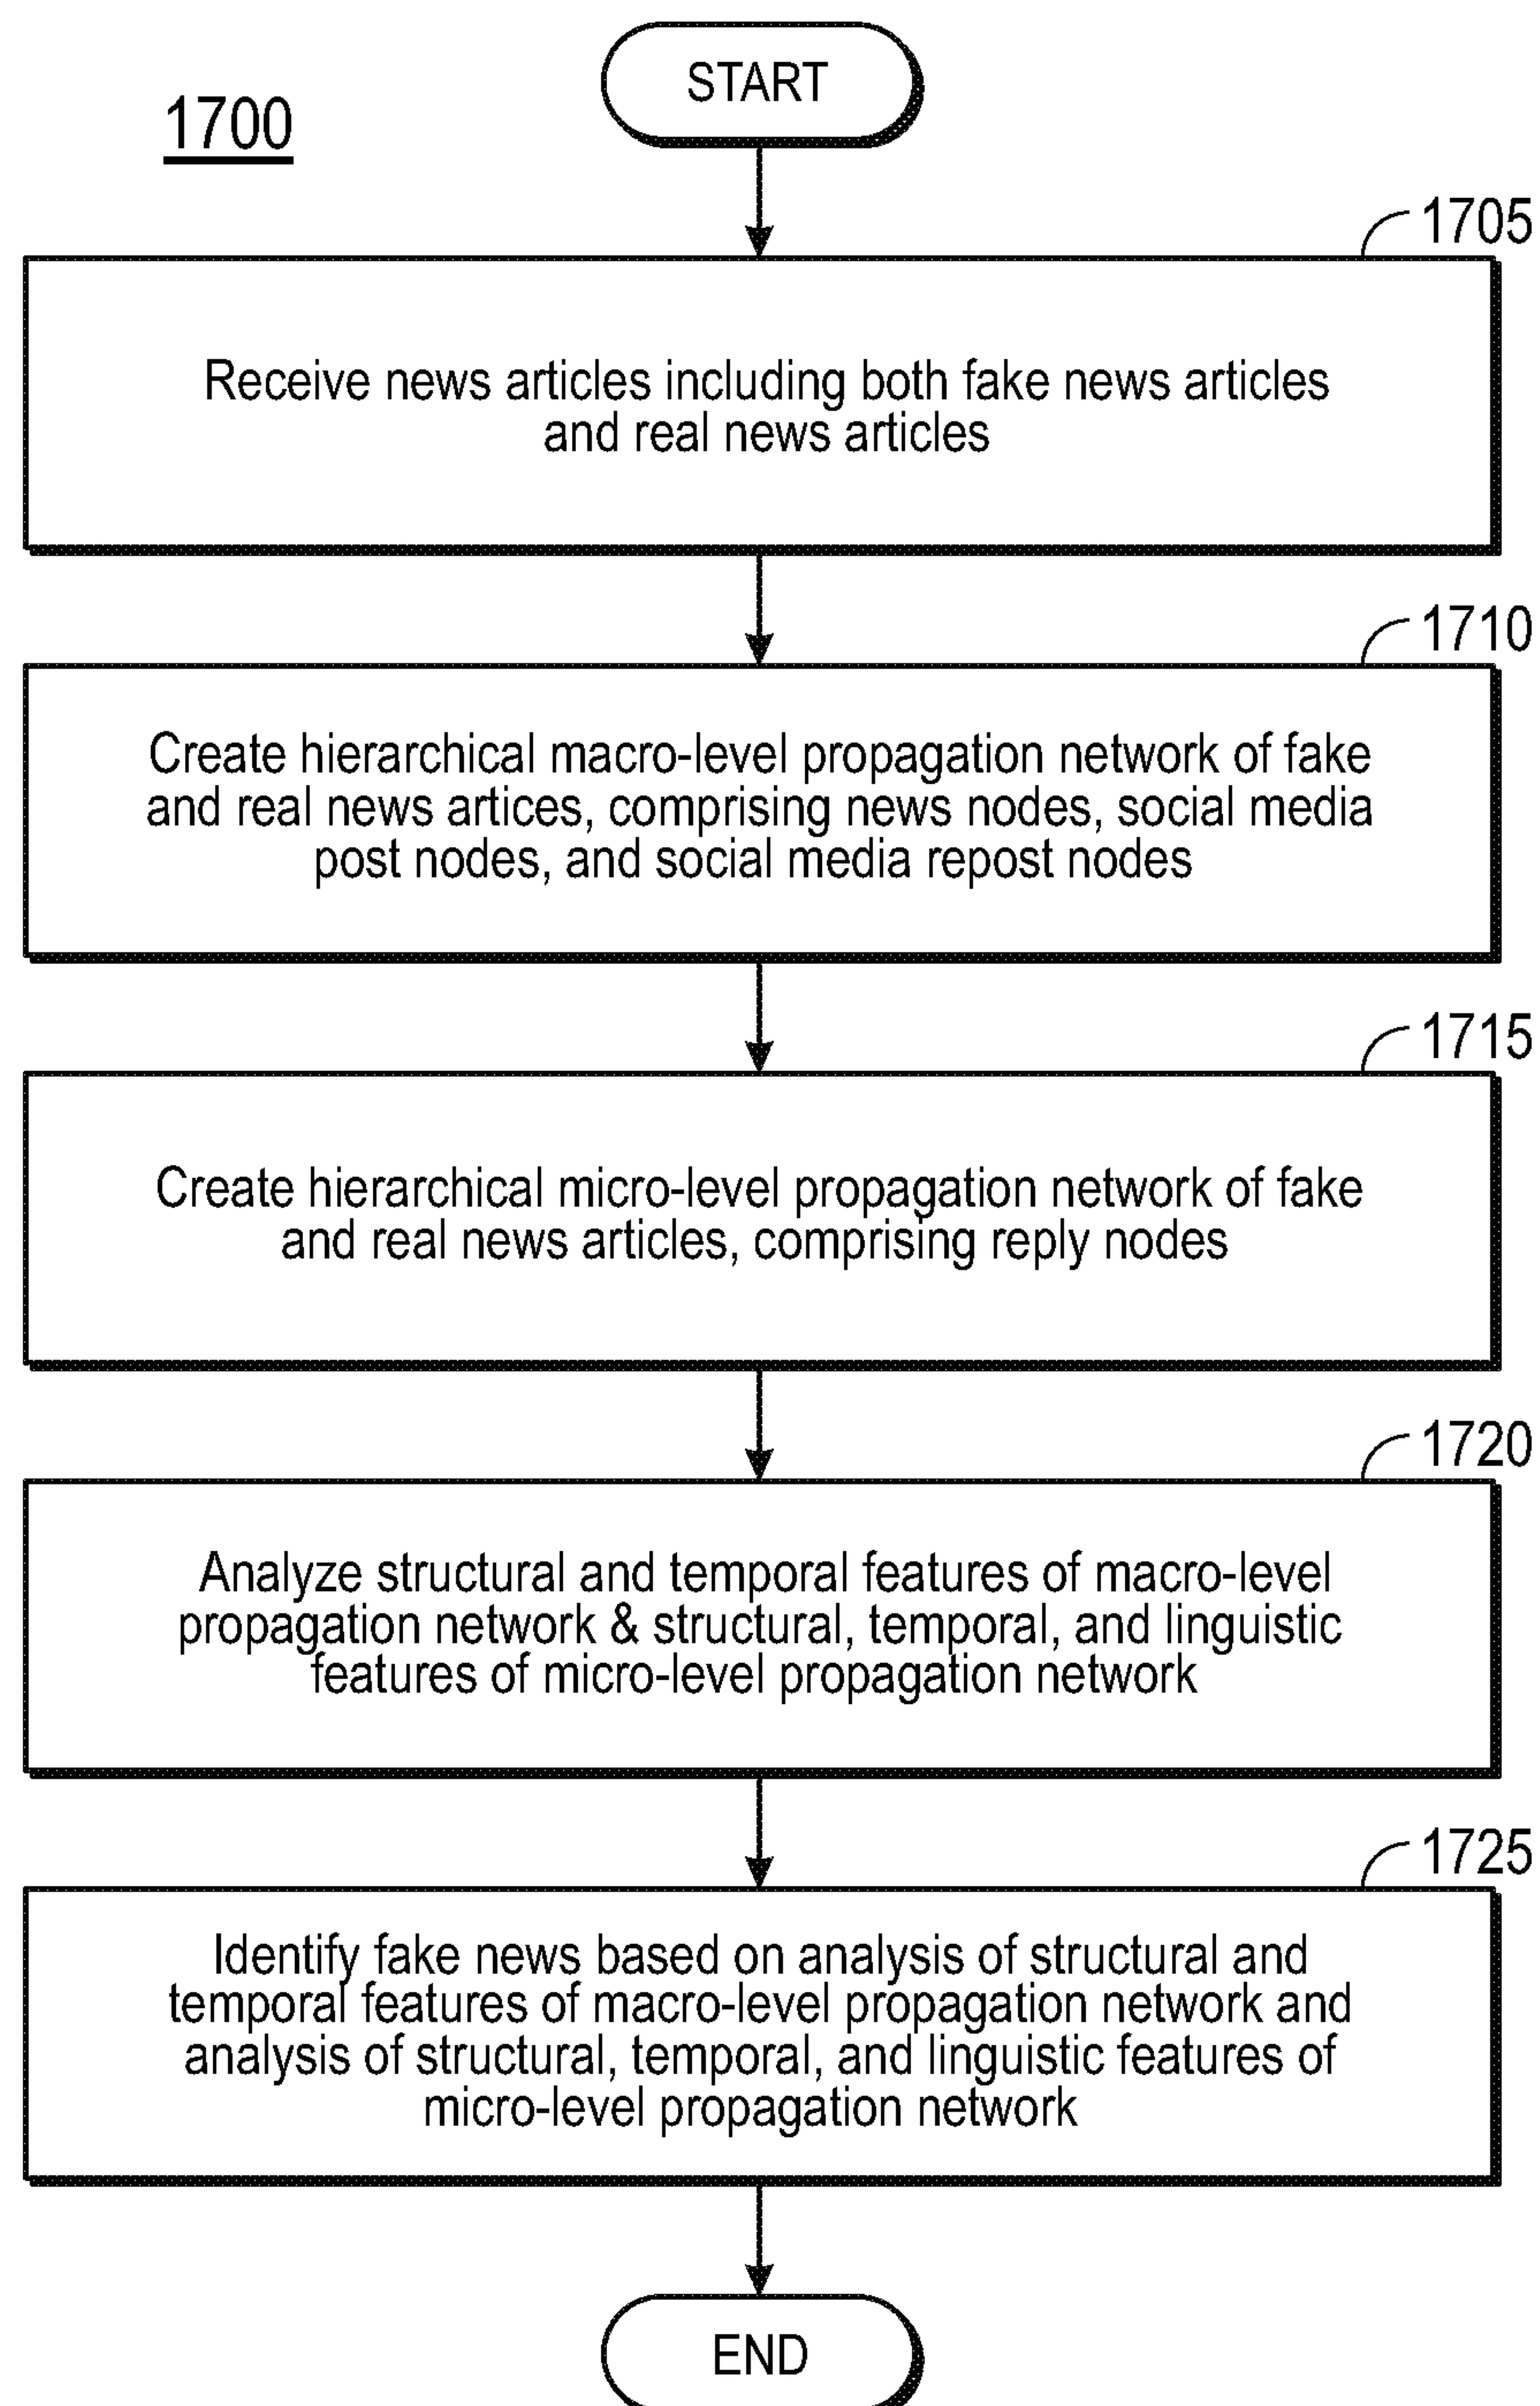 START
1700
1705
Receive news articles including both fake news articles
and real news articles
1710
Create hierarchical macro-level propagation network of fake
and real news artices, comprising news nodes, social media
post nodes, and social media repost nodes
1715
Create hierarchical micro-level propagation network of fake
and real news articles, comprising reply nodes
1720
Analyze structural and temporal features of macro-level
propagation network & structural, temporal, and linguistic
features of micro-level propagation network
1725
Identify fake news based on analysis of structural and
temporal features of macro-level propagation network and
analysis of structural, temporal, and linguistic features of
micro-level propagation network
END